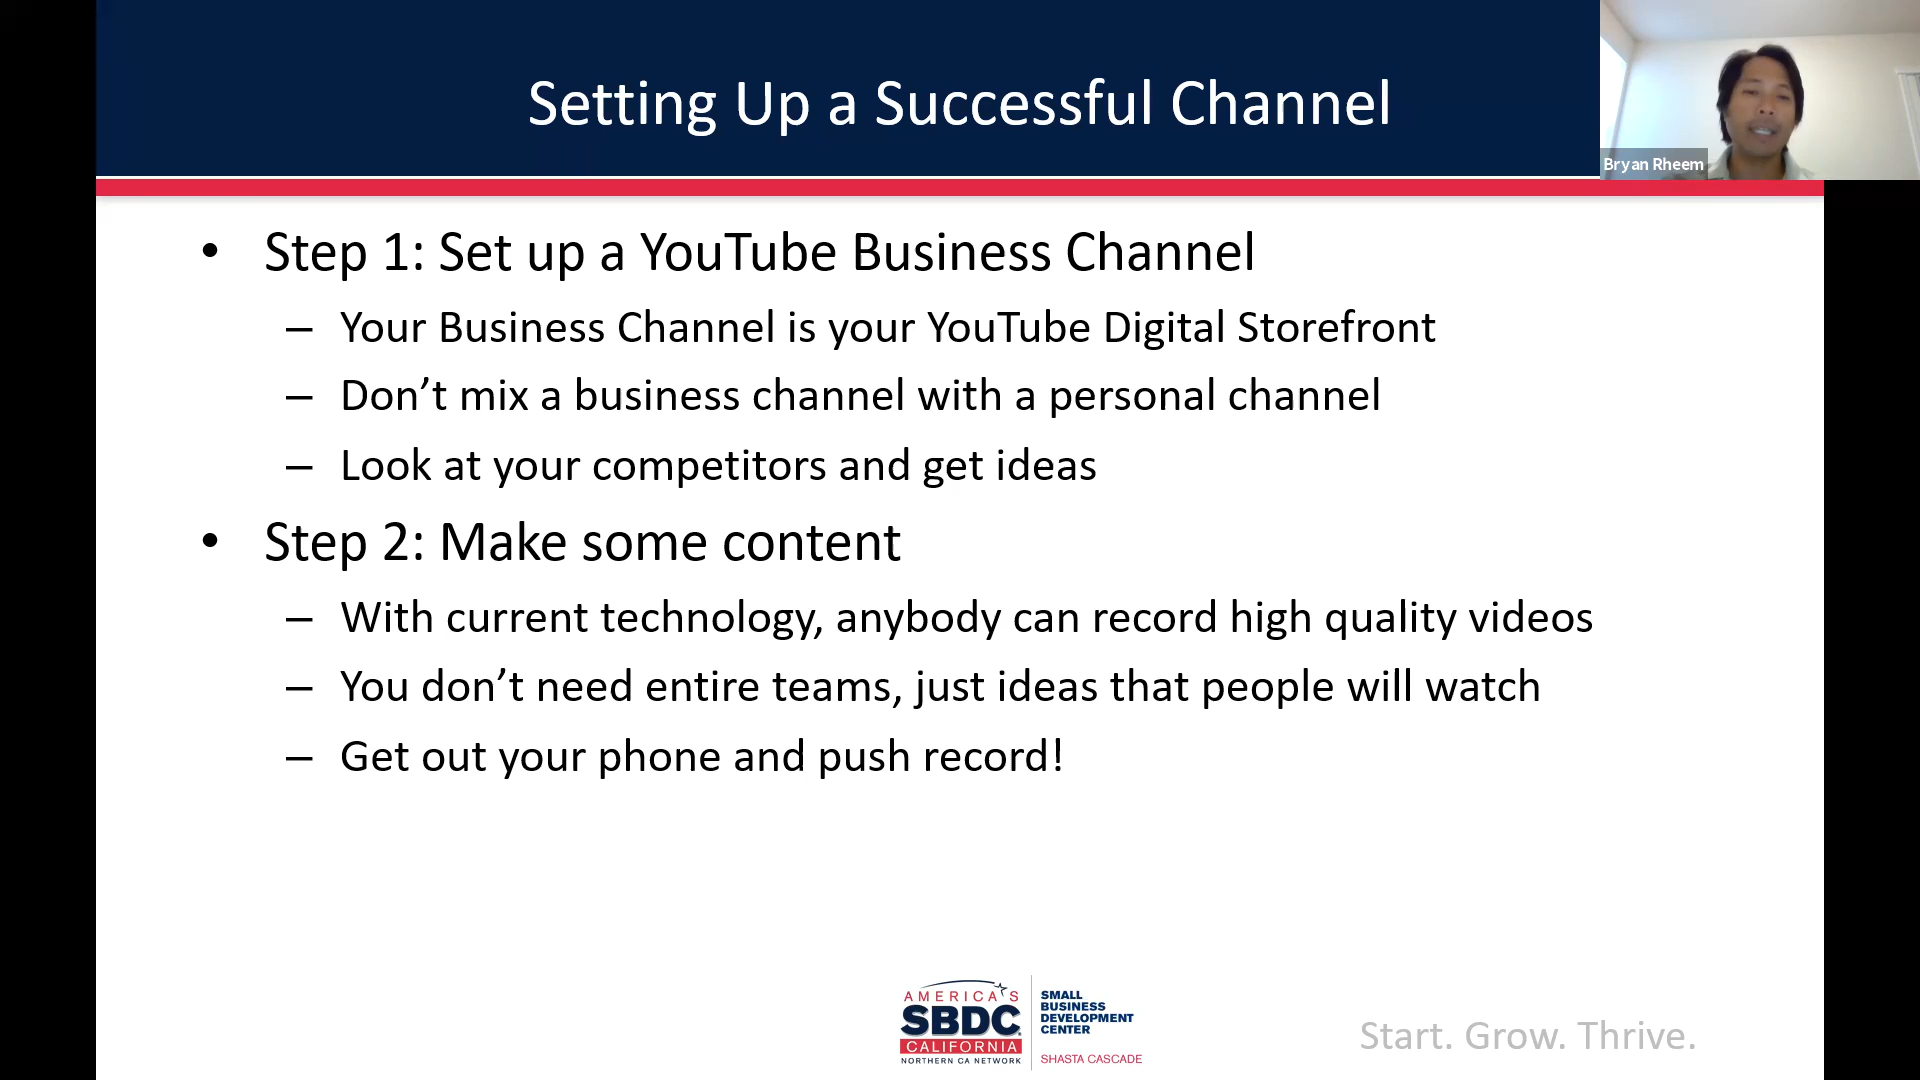 Setting Up a Successful Channel
Bryan Rheem
• Step 1: Set up a YouTube Business Channel
– Your Business Channel is your YouTube Digital Storefront
– Don’t mix a business channel with a personal channel
– Look at your competitors and get ideas
• Step 2: Make some content
– With current technology, anybody can record high quality videos
– You don’t need entire teams, just ideas that people will watch
– Get out your phone and push record!
AMERICA'S
SBDC
CALIFORNIA
NORTHERN CA NETWORK
SMALL
BUSINESS
DEVELOPMENT
CENTER
SHASTA CASCADE
Start. Grow. Thrive.